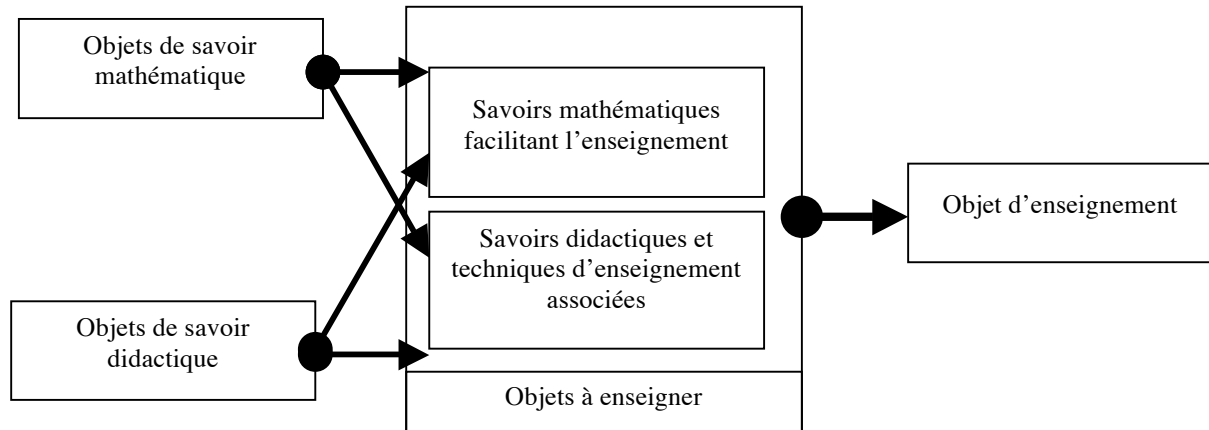 Objets de savoir
mathématique
Objets de savoir
didactique
Savoirs mathématiques
facilitant l’enseignement
Savoirs didactiques et
techniques d’enseignement
associées
Objets à enseigner
Objet d’enseignement